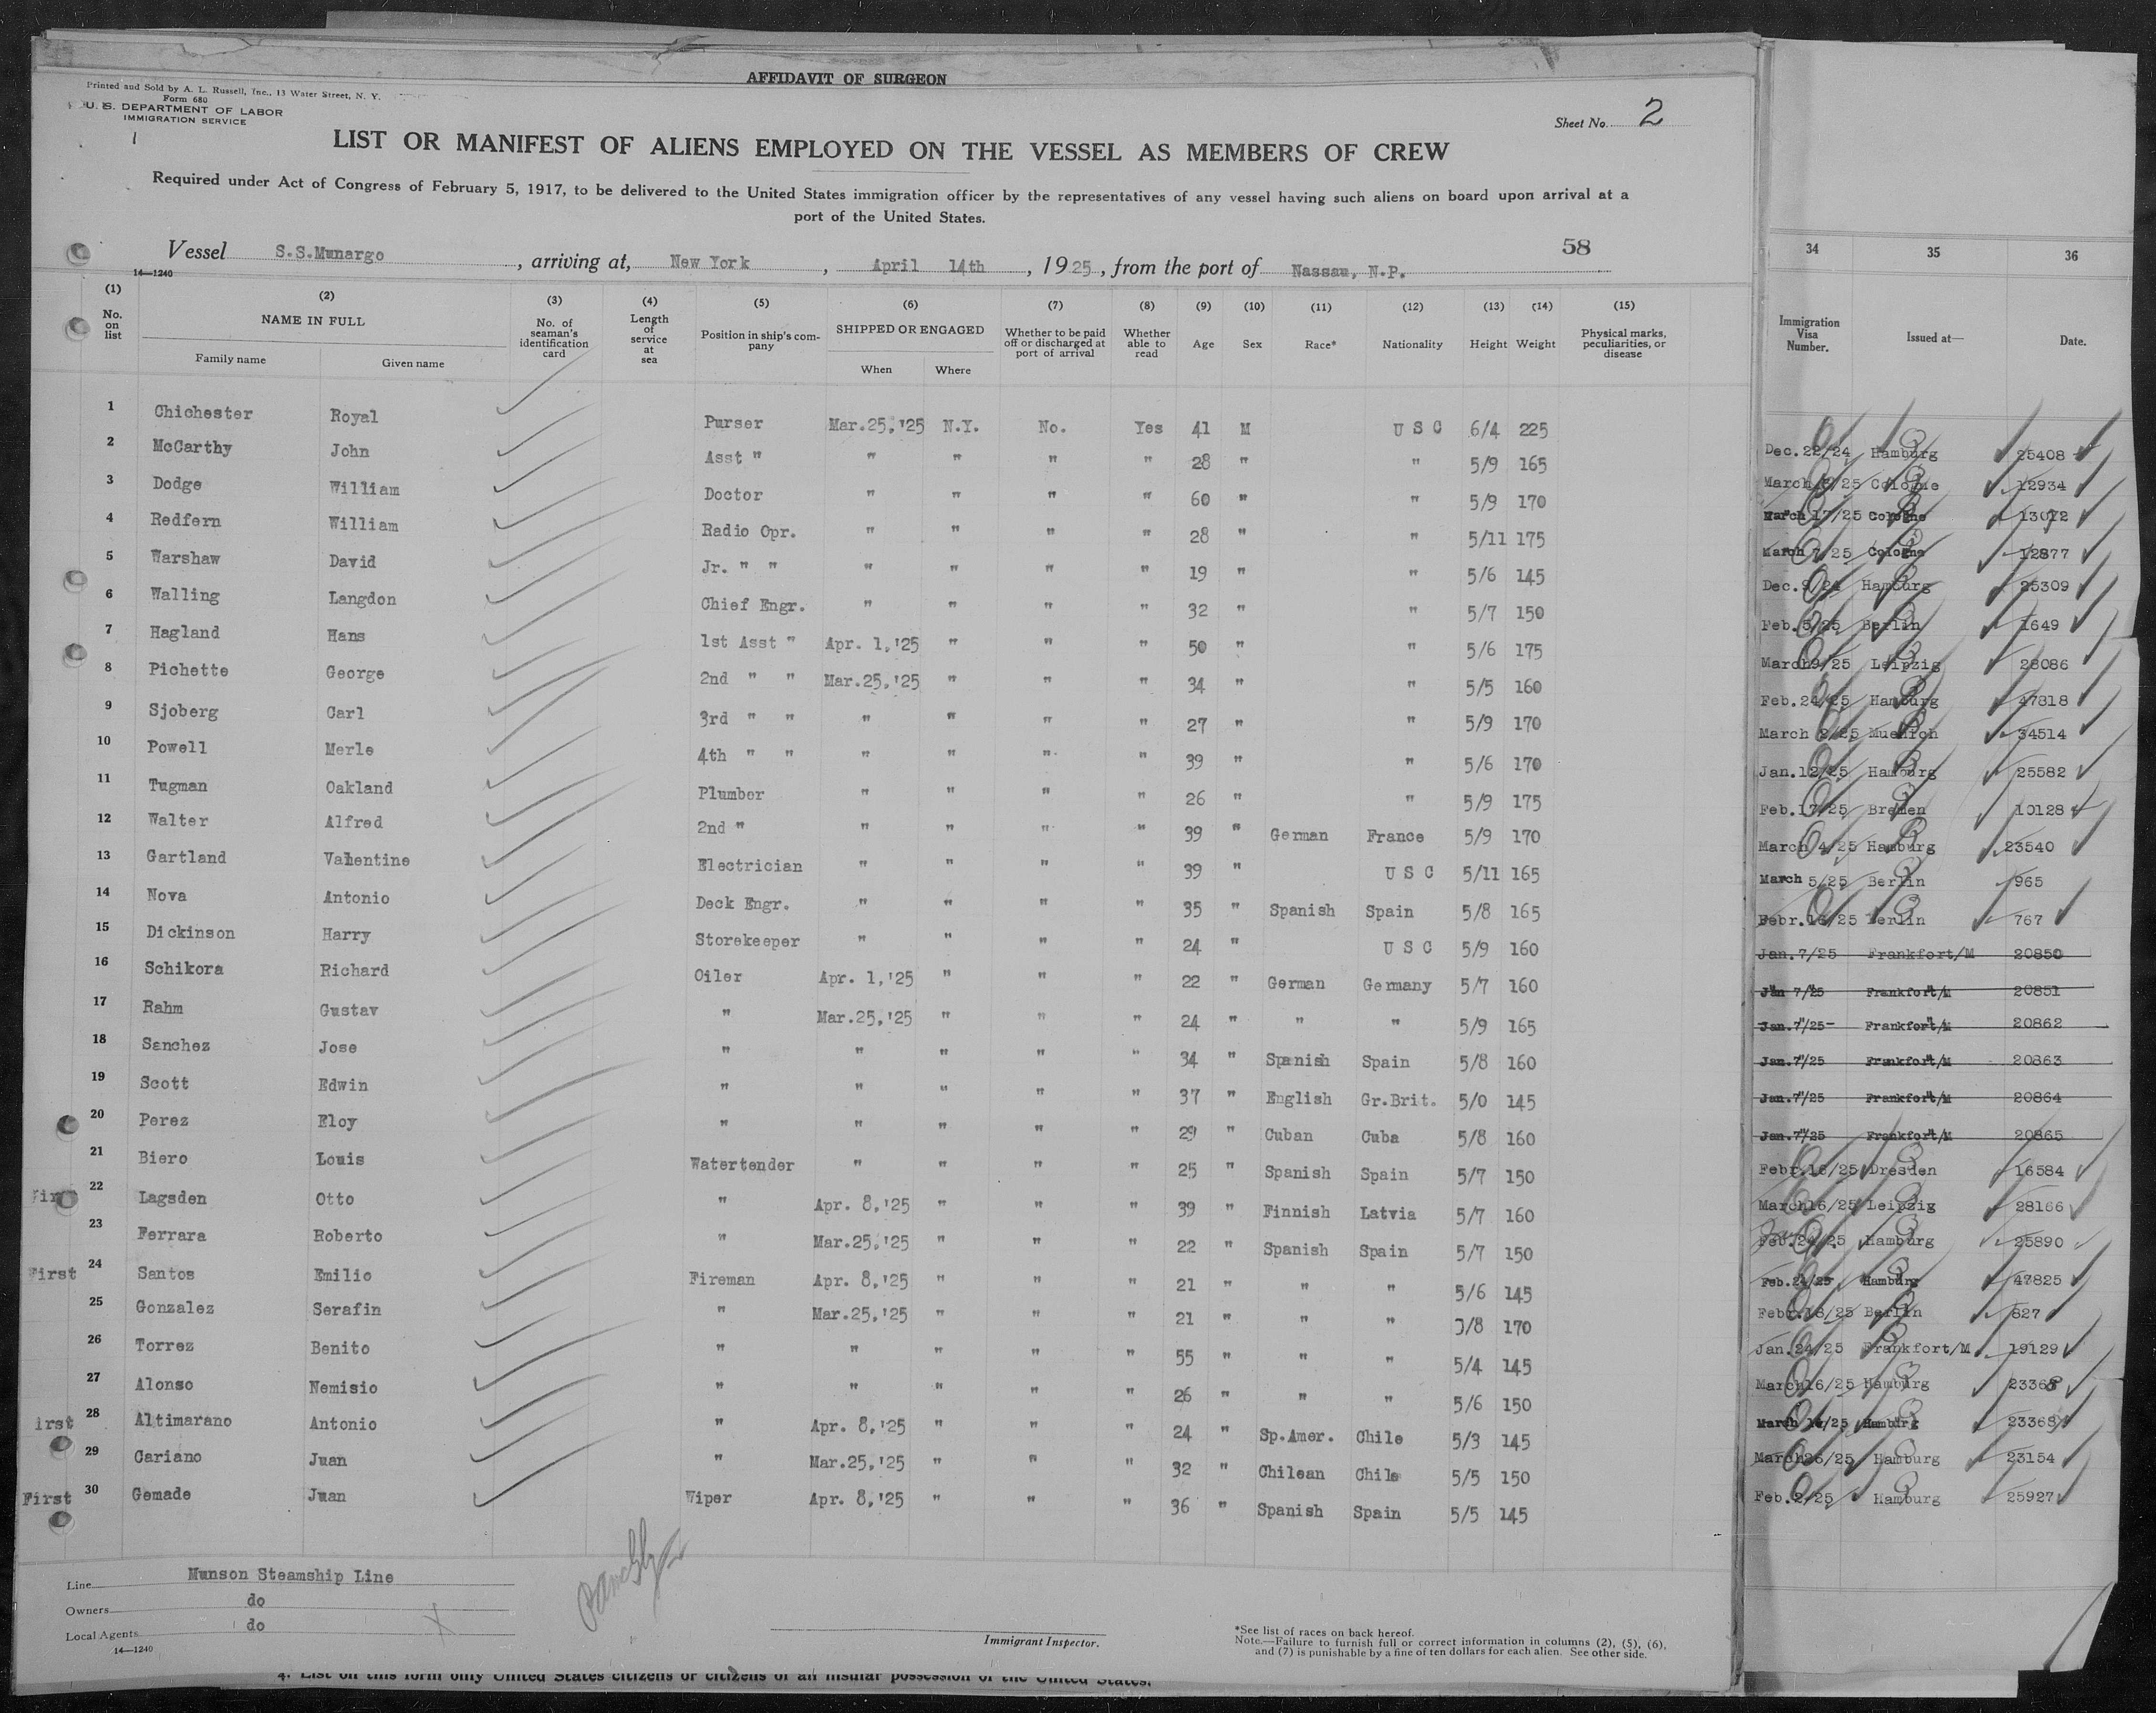 AFFIDAVIT OF SURGEON
Printed and Sold by A. L. Russell, Inc., 13 Water Street, N. Y.
Form 680
U. S. DEPARTMENT OF LABOR
IMMIGRATION SERVICE
Sheet No. 2
LIST OR MANIFEST OF ALIENS EMPLOYED ON THE VESSEL AS MEMBERS OF CREW
Required under Act of Congress of February 5, 1917, to be delivered to the United States immigration officer by the representatives of any vessel having such aliens on board upon arrival at a
port of the United States.
58
Vessel S.S.Munargo, arriving at, New York, April 14th, 1925, from the port of Nassau, N.P.
14—1240
(1) (2) (3) (4) (5) (6) (7) (8) (9) (10) (11) (12) (13) (14) (15)
No. on list NAME IN FULL Family name Given name No. of seaman's identification card Length of service at sea Position in ship's company SHIPPED OR ENGAGED When Where Whether to be paid off or discharged at port of arrival Whether able to read Age Sex Race* Nationality Height Weight Physical marks, peculiarities, or disease
1 Chichester Royal Purser Mar.25,'25 N.Y. No. Yes 41 M U S C 6/4 225
2 McCarthy John Asst " " " " " 28 " " 5/9 165
3 Dodge William Doctor " " " " 60 " " 5/9 170
4 Redfern William Radio Opr. " " " " 28 " " 5/11 175
5 Warshaw David Jr. " " " " " " 19 " " 5/6 145
6 Walling Langdon Chief Engr. " " " " 32 " " 5/7 150
7 Hagland Hans 1st Asst " Apr. 1,'25 " " " 50 " " 5/6 175
8 Pichette George 2nd " " Mar.25,'25 " " " 34 " " 5/5 160
9 Sjoberg Carl 3rd " " " " " " 27 " " 5/9 170
10 Powell Merle 4th " " " " " " 39 " " 5/6 170
11 Tugman Oakland Plumber " " " " 26 " " 5/9 175
12 Walter Alfred 2nd " " " " " 39 " German France 5/9 170
13 Gartland Valentine Electrician " " " " 39 " U S C 5/11 165
14 Nova Antonio Deck Engr. " " " " 35 " Spanish Spain 5/8 165
15 Dickinson Harry Storekeeper " " " " 24 " U S C 5/9 160
16 Schikora Richard Oiler Apr. 1,'25 " " " 22 " German Germany 5/7 160
17 Rahm Gustav " Mar.25,'25 " " " 24 " " " 5/9 165
18 Sanchez Jose " " " " " 34 " Spanish Spain 5/8 160
19 Scott Edwin " " " " " 37 " English Gr.Brit. 5/0 145
20 Perez Eloy " " " " " 29 " Cuban Cuba 5/8 160
21 Biero Louis Watertender " " " " 25 " Spanish Spain 5/7 150
22 Lagsden Otto " Apr. 8,'25 " " " 39 " Finnish Latvia 5/7 160
23 Ferrara Roberto " Mar.25,'25 " " " 22 " Spanish Spain 5/7 150
First 24 Santos Emilio Fireman Apr. 8,'25 " " " 21 " " " 5/6 145
25 Gonzalez Serafin " Mar.25,'25 " " " 21 " " " /8 170
26 Torrez Benito " " " " " 55 " " " 5/4 145
27 Alonso Nemisio " " " " " 26 " " " 5/6 150
irst 28 Altimarano Antonio " Apr. 8,'25 " " " 24 " Sp.Amer. Chile 5/3 145
29 Cariano Juan " Mar.25,'25 " " " 32 " Chilean Chile 5/5 150
First 30 Gemade Juan Wiper Apr. 8,'25 " " " 36 " Spanish Spain 5/5 145
Line Munson Steamship Line
Owners do
Local Agents do
14—1240
Immigrant Inspector.
*See list of races on back hereof.
Note.—Failure to furnish full or correct information in columns (2), (5), (6),
and (7) is punishable by a fine of ten dollars for each alien. See other side.
4. List on this form only United States citizens or citizens of an insular possession of the United States.
34 35 36
Immigration Visa Number. Issued at— Date.
Dec.22/24 Hamburg 25408
March /25 Cologne 12934
March 17/25 Cologne 13072
March 7/25 Cologne 12877
Dec.9/24 Hamburg 25309
Feb.5/25 Berlin 1649
March9/25 Leipzig 28086
Feb.24/25 Hamburg 47818
March 2/25 Muenich 34514
Jan.12/25 Hamburg 25582
Feb.17/25 Bremen 10128
March 4/25 Hamburg 23540
March 5/25 Berlin 965
Febr.16/25 Berlin 767
Jan.7/25 Frankfort/M 20850
Jan 7/25 Frankfort/M 20851
Jan.7/25 Frankfort/M 20862
Jan.7/25 Frankfort/M 20863
Jan.7/25 Frankfort/M 20864
Jan.7/25 Frankfort/M 20865
Febr.16/25 Dresden 16584
March16/25 Leipzig 28166
Feb.24/25 Hamburg 25890
Feb.24/25 Hamburg 47825
Febr.18/25 Berlin 827
Jan.24/25 Frankfort/M 19129
March16/25 Hamburg 23368
March 16/25 Hamburg 23368
March26/25 Hamburg 23154
Feb.2/25 Hamburg 25927